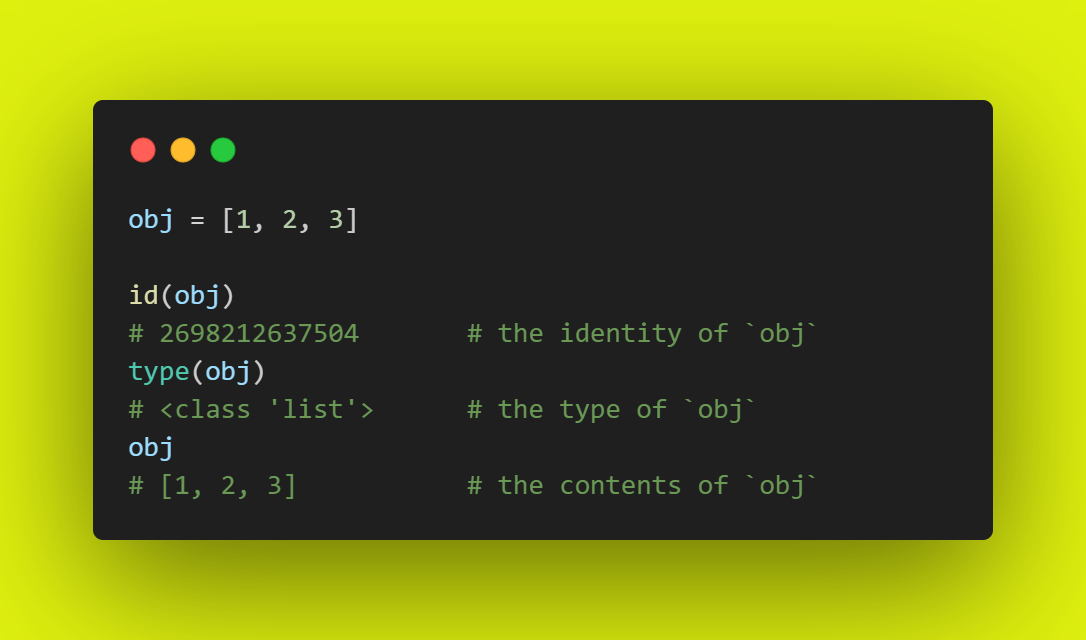 obj = [1, 2, 3]
id(obj)
# 2698212637504       # the identity of `obj`
type(obj)
# <class 'list'>      # the type of `obj`
obj
# [1, 2, 3]           # the contents of `obj`